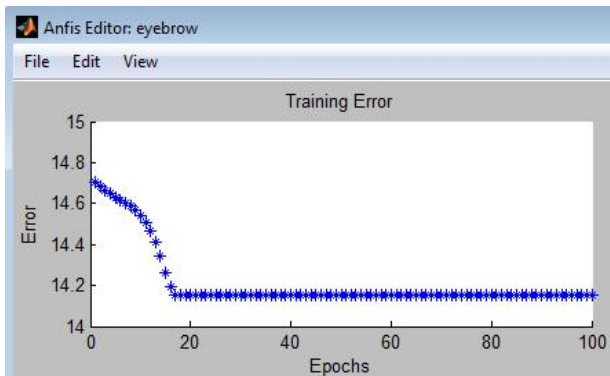 Anfis Editor: eyebrow
File Edit View
Training Error
15
14.8
14.6
14.4
14.2
14
Error
0 20 40 60 80 100
Epochs